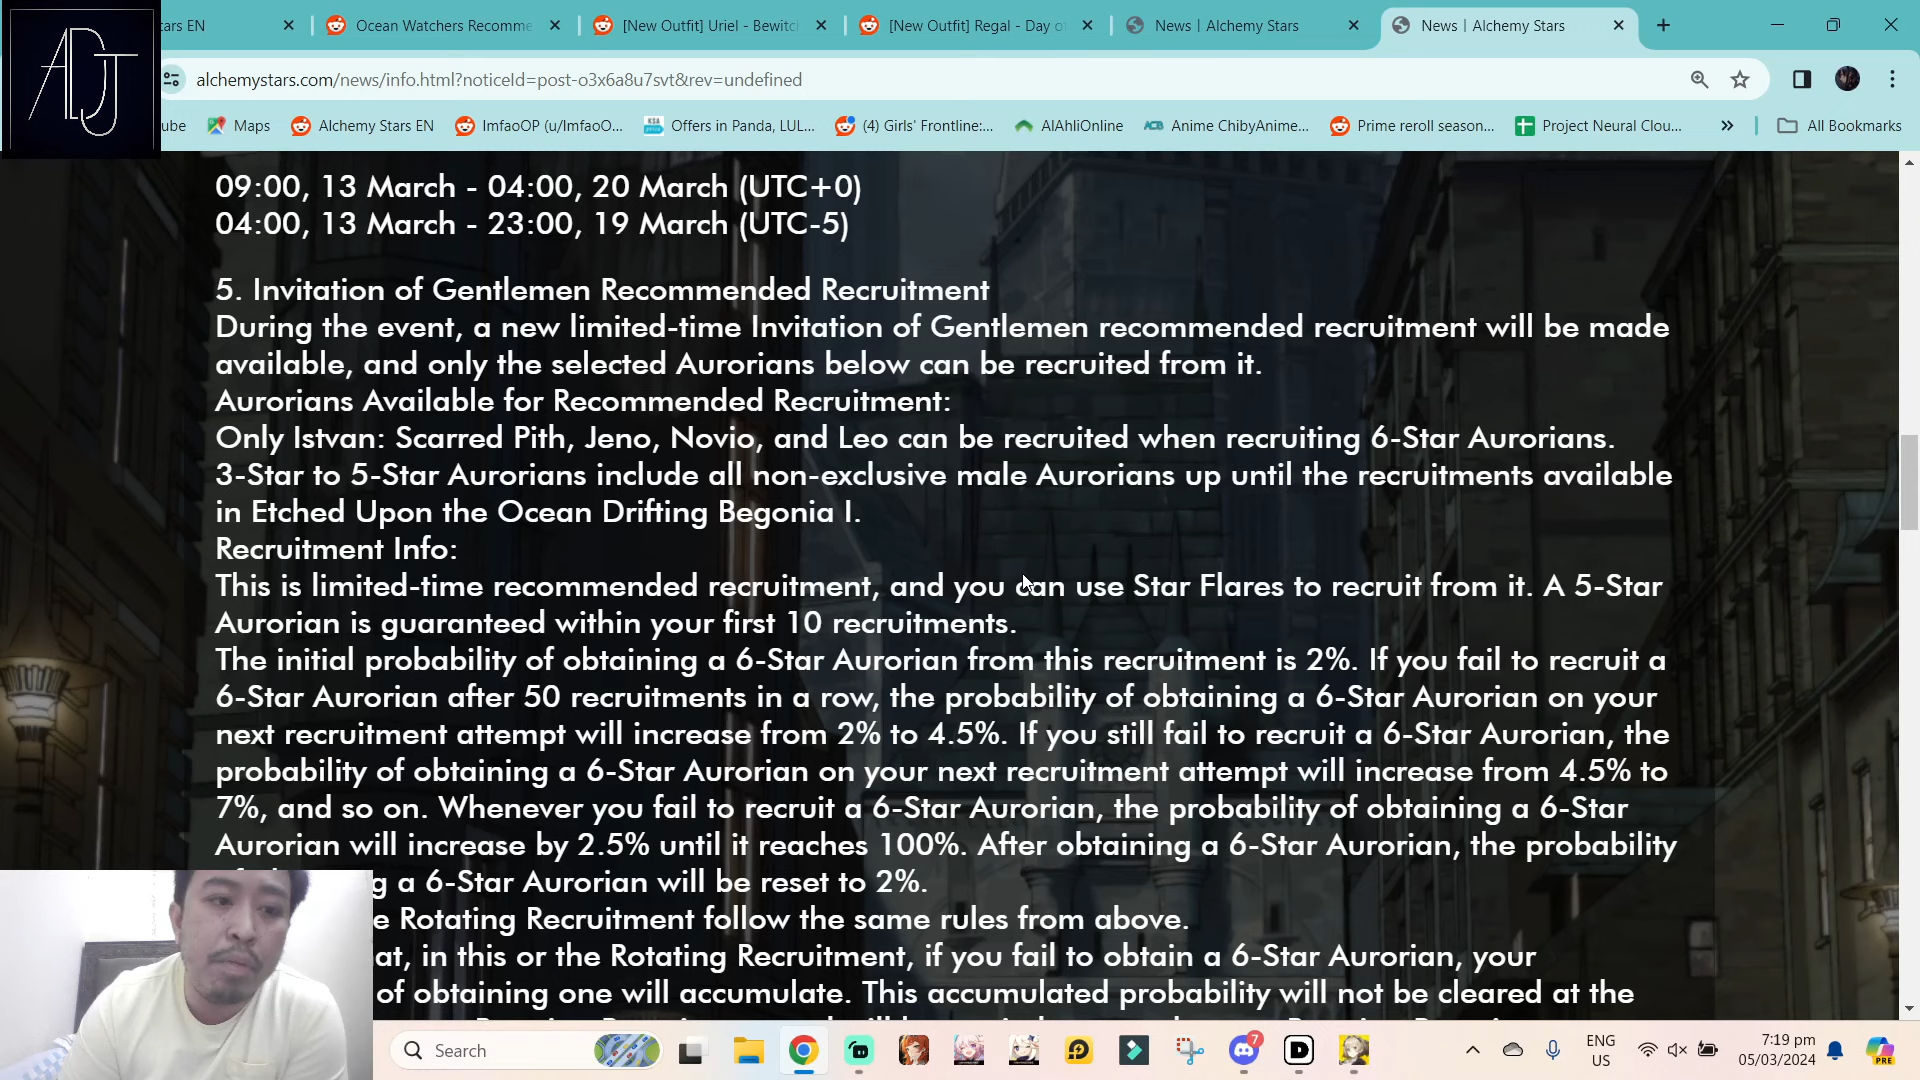 ADJ
tars EN
Ocean Watchers Recomme
[New Outfit] Uriel - Bewitch
[New Outfit] Regal - Day of
News | Alchemy Stars
News | Alchemy Stars
alchemystars.com/news/info.html?noticeId=post-o3x6a8u7svt&rev=undefined
ube
Maps
Alchemy Stars EN
lmfaoOP (u/lmfaoO...
Offers in Panda, LUL...
(4) Girls' Frontline:...
AlAhliOnline
Anime ChibyAnime...
Prime reroll season...
Project Neural Clou...
All Bookmarks
09:00, 13 March - 04:00, 20 March (UTC+0)
04:00, 13 March - 23:00, 19 March (UTC-5)
5. Invitation of Gentlemen Recommended Recruitment
During the event, a new limited-time Invitation of Gentlemen recommended recruitment will be made
available, and only the selected Aurorians below can be recruited from it.
Aurorians Available for Recommended Recruitment:
Only Istvan: Scarred Pith, Jeno, Novio, and Leo can be recruited when recruiting 6-Star Aurorians.
3-Star to 5-Star Aurorians include all non-exclusive male Aurorians up until the recruitments available
in Etched Upon the Ocean Drifting Begonia I.
Recruitment Info:
This is limited-time recommended recruitment, and you can use Star Flares to recruit from it. A 5-Star
Aurorian is guaranteed within your first 10 recruitments.
The initial probability of obtaining a 6-Star Aurorian from this recruitment is 2%. If you fail to recruit a
6-Star Aurorian after 50 recruitments in a row, the probability of obtaining a 6-Star Aurorian on your
next recruitment attempt will increase from 2% to 4.5%. If you still fail to recruit a 6-Star Aurorian, the
probability of obtaining a 6-Star Aurorian on your next recruitment attempt will increase from 4.5% to
7%, and so on. Whenever you fail to recruit a 6-Star Aurorian, the probability of obtaining a 6-Star
Aurorian will increase by 2.5% until it reaches 100%. After obtaining a 6-Star Aurorian, the probability
g a 6-Star Aurorian will be reset to 2%.
e Rotating Recruitment follow the same rules from above.
at, in this or the Rotating Recruitment, if you fail to obtain a 6-Star Aurorian, your
of obtaining one will accumulate. This accumulated probability will not be cleared at the
Search
7
ENG
US
7:19 pm
05/03/2024
PRE